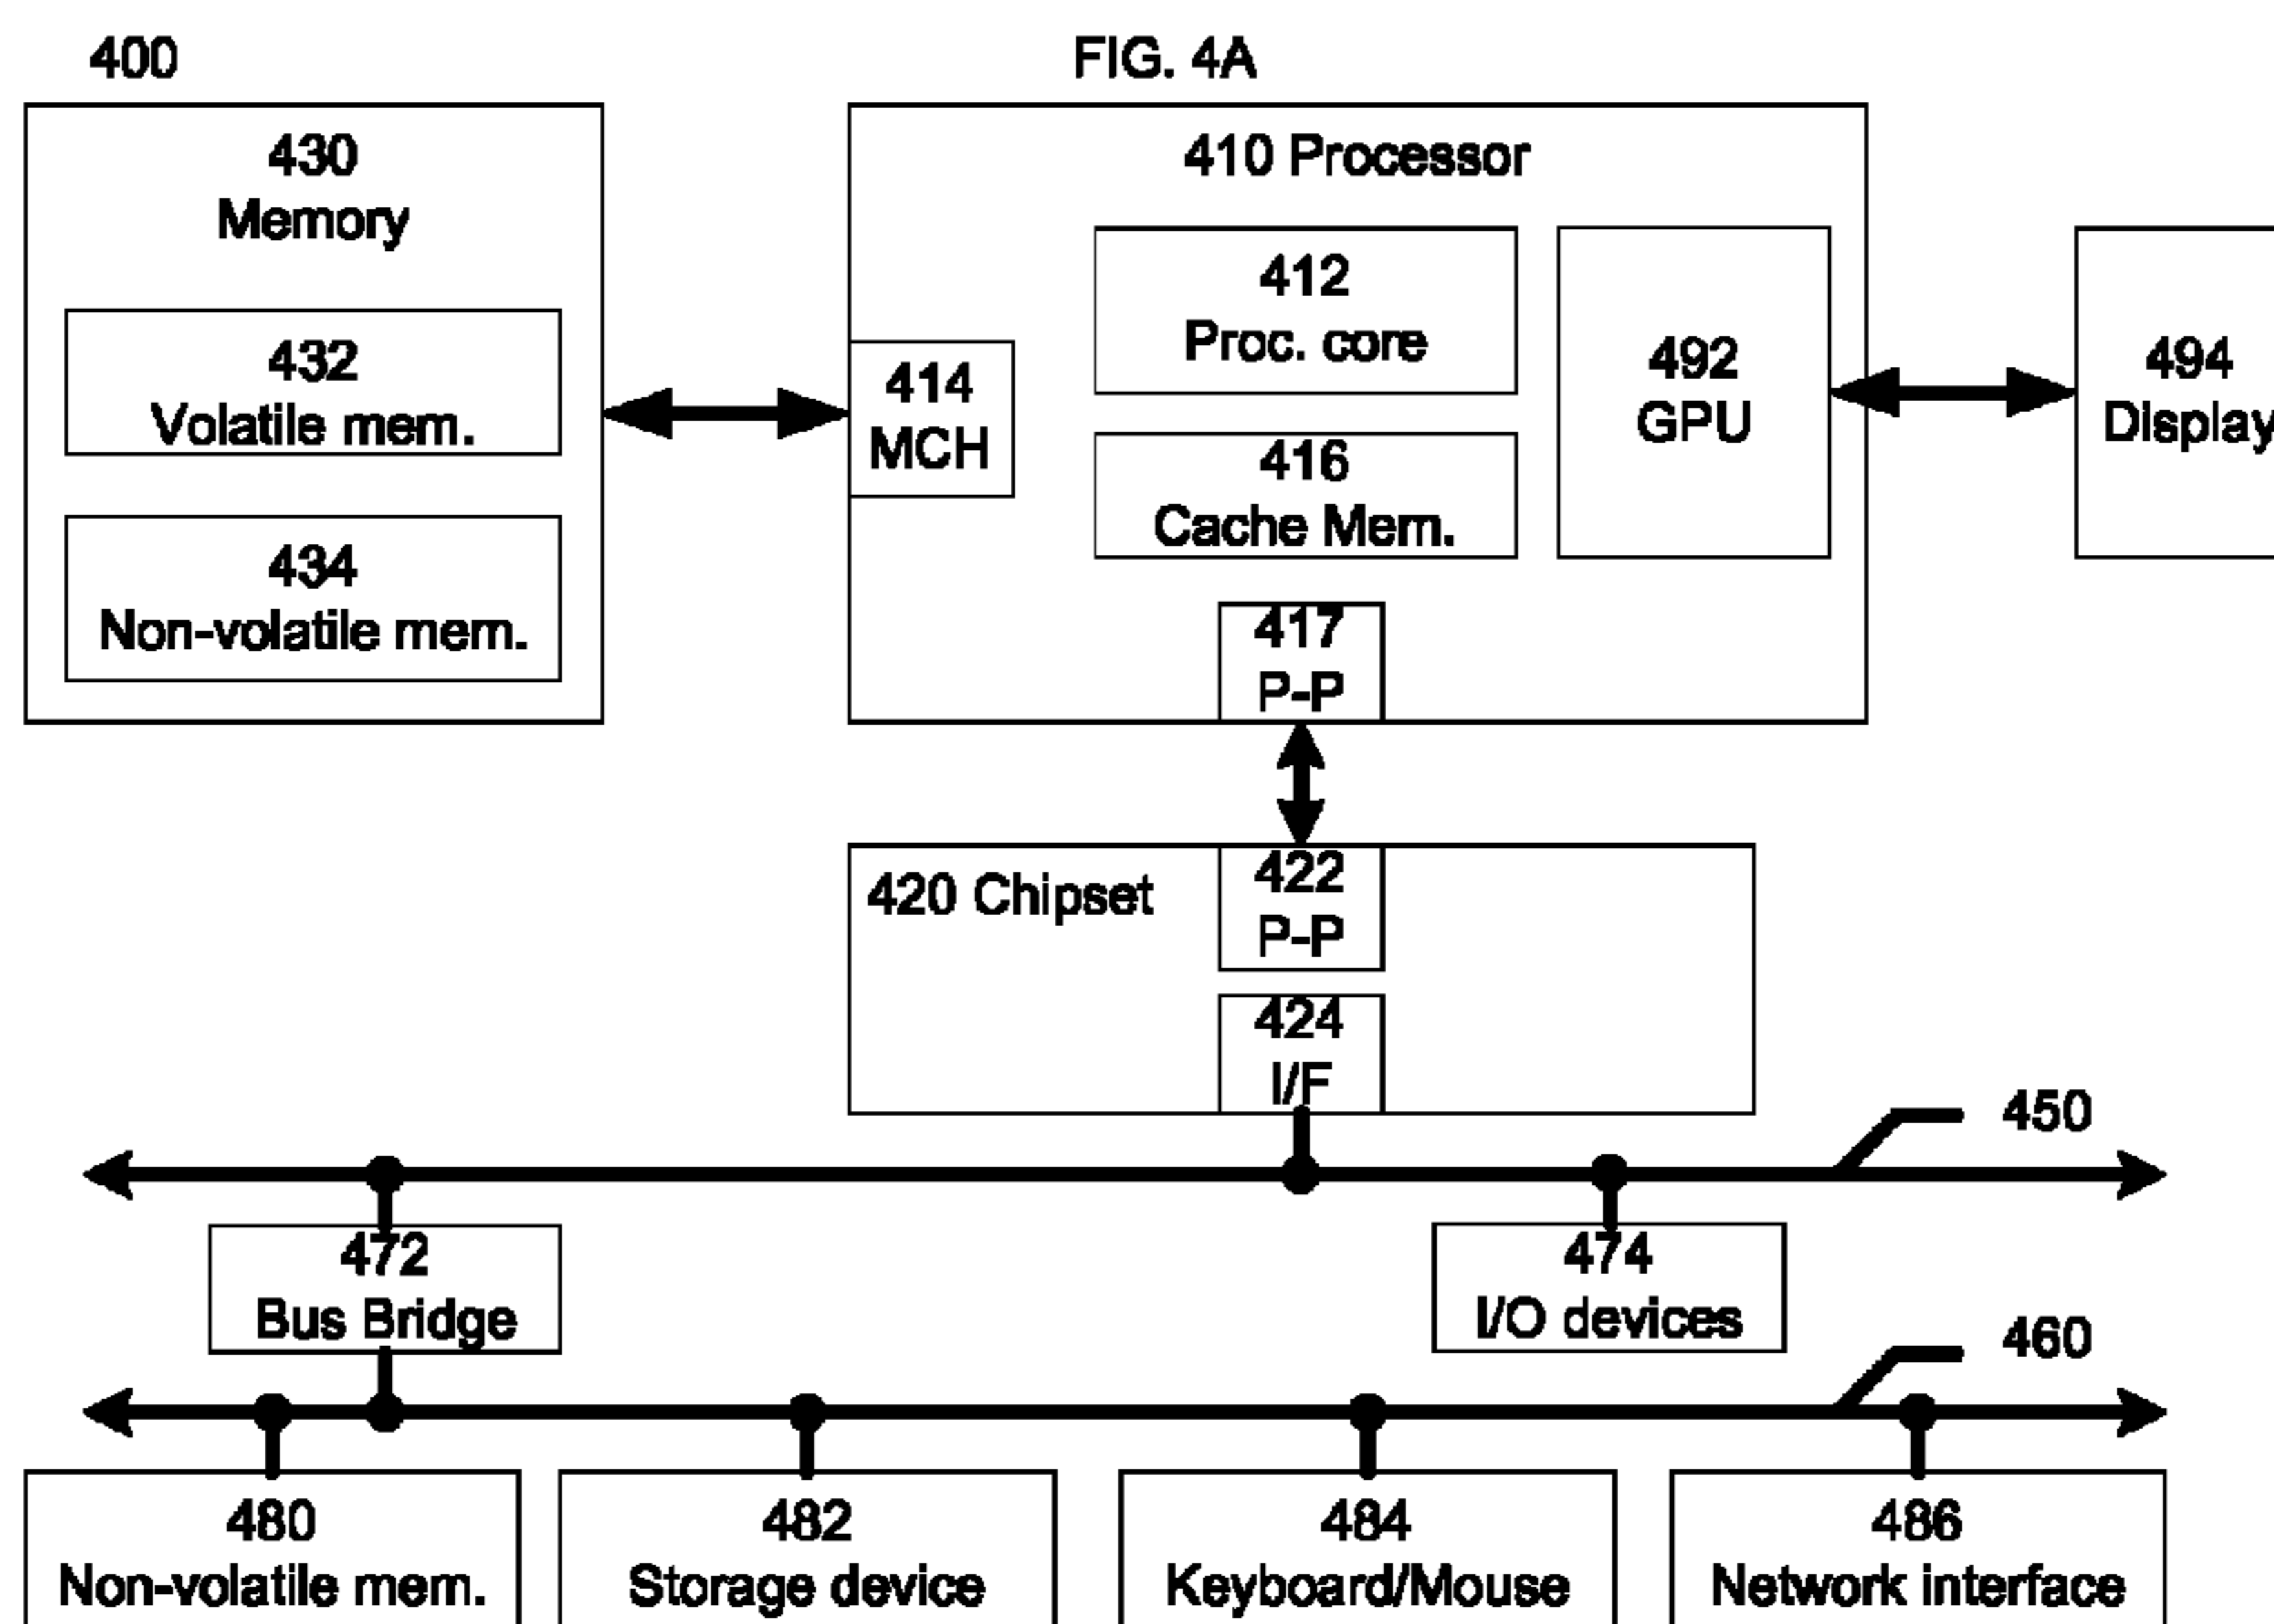 400
FIG. 4A
430
Memory
432
Volatile mem.
434
Non-volatile mem.
410 Processor
414
MCH
412
Proc. core
416
Cache Mem.
492
GPU
494
Display
417
P-P
420 Chipset
422
P-P
424
I/F
450
472
Bus Bridge
474
I/O devices
460
480
Non-volatile mem.
482
Storage device
484
Keyboard/Mouse
486
Network interface